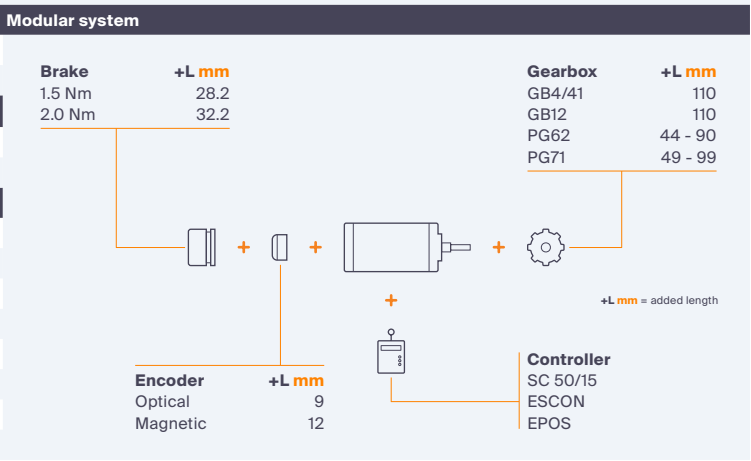 Modular system
Brake +L mm
1.5 Nm 28.2
2.0 Nm 32.2
Gearbox +L mm
GB4/41 110
GB12 110
PG62 44 - 90
PG71 49 - 99
+ + +
+L mm = added length
+
Encoder +L mm
Optical 9
Magnetic 12
Controller
SC 50/15
ESCON
EPOS